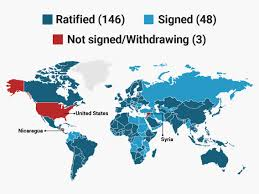 Ratified (146)
Signed (48)
Not signed/Withdrawing (3)
United States
Nicaragua
Syria